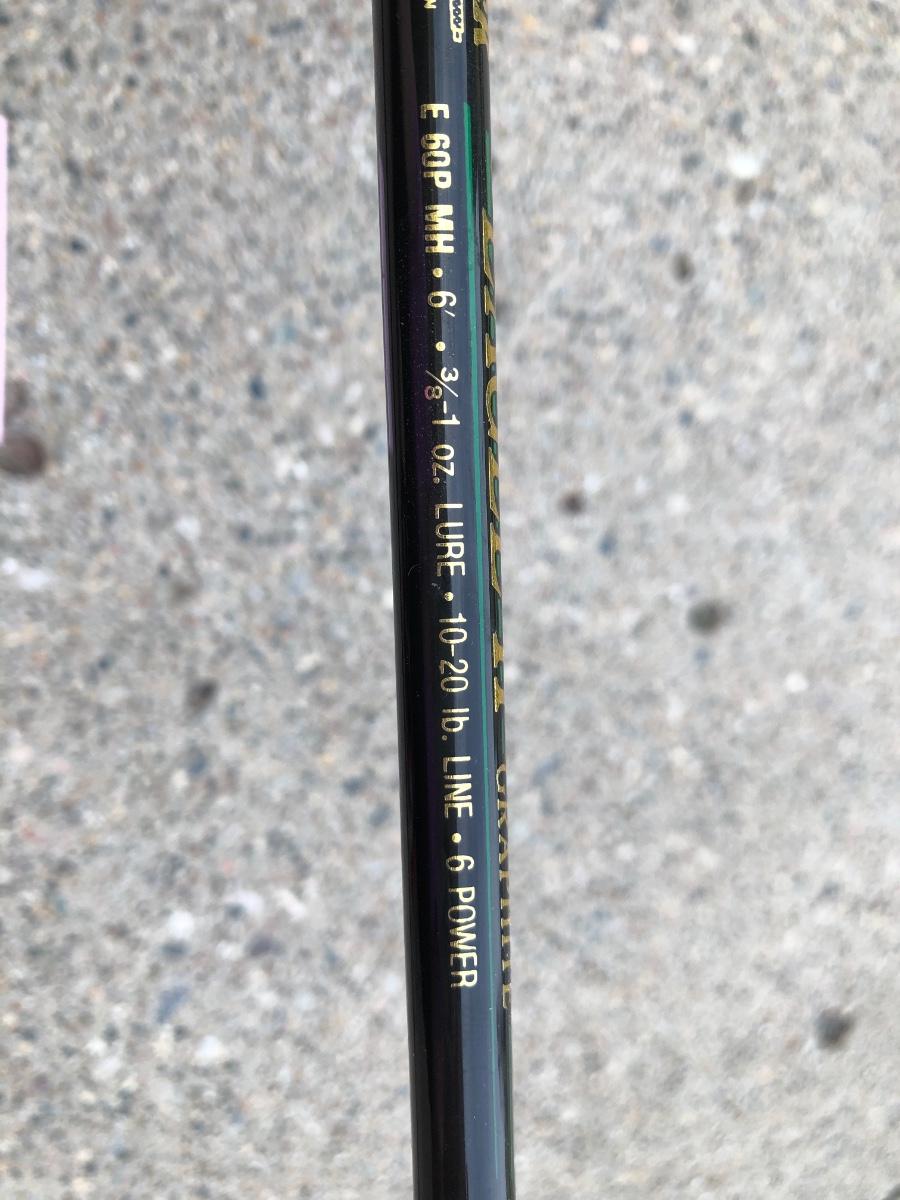 E 60P MH • 6' • 3/8-1 oz. LURE • 10-20 lb. LINE • 6 POWER
GRAPHITE